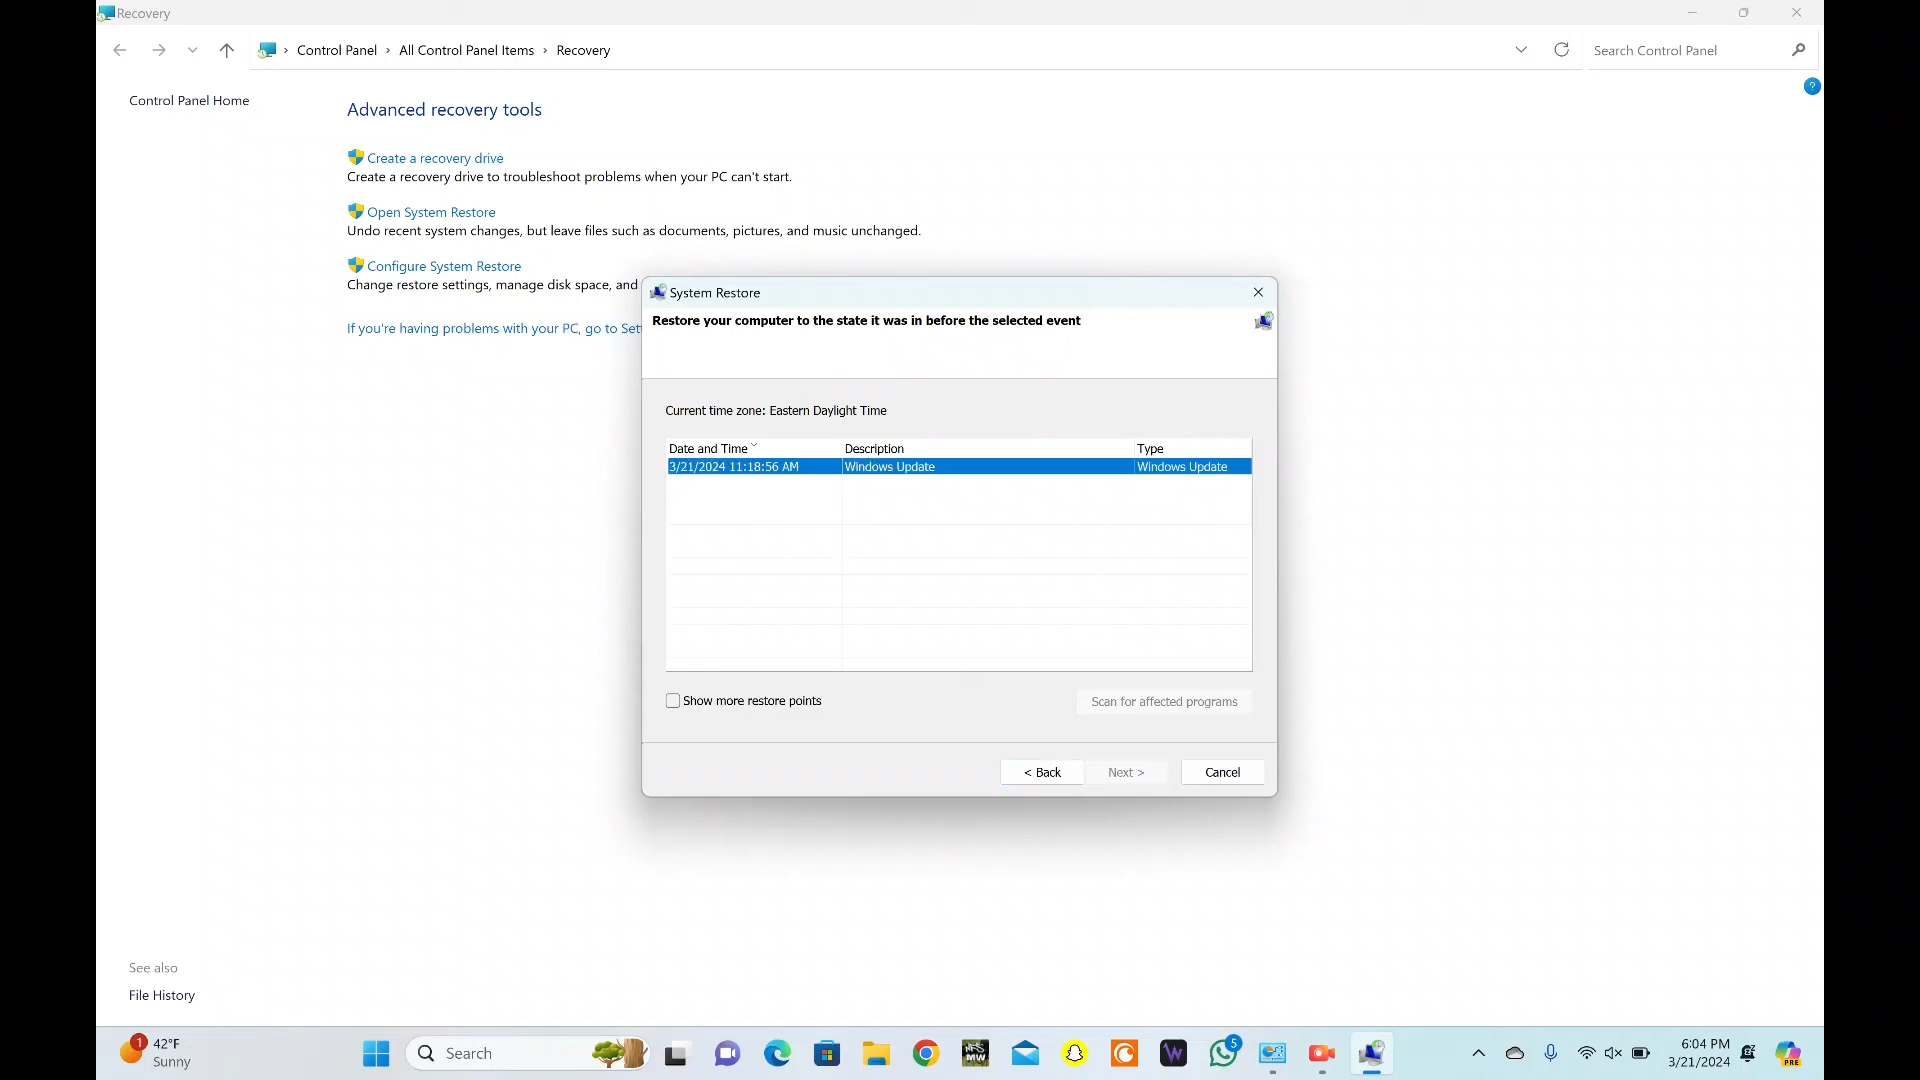 Recovery
Control Panel › All Control Panel Items › Recovery
Search Control Panel
?
Control Panel Home
Advanced recovery tools
Create a recovery drive
Create a recovery drive to troubleshoot problems when your PC can't start.
Open System Restore
Undo recent system changes, but leave files such as documents, pictures, and music unchanged.
Configure System Restore
Change restore settings, manage disk space, and
If you're having problems with your PC, go to Set
System Restore
Restore your computer to the state it was in before the selected event
Current time zone: Eastern Daylight Time
Date and Time Description Type
3/21/2024 11:18:56 AM Windows Update Windows Update
Show more restore points
Scan for affected programs
< Back Next > Cancel
See also
File History
1
42°F
Sunny
Search
MW
W
5
6:04 PM
3/21/2024
PRE